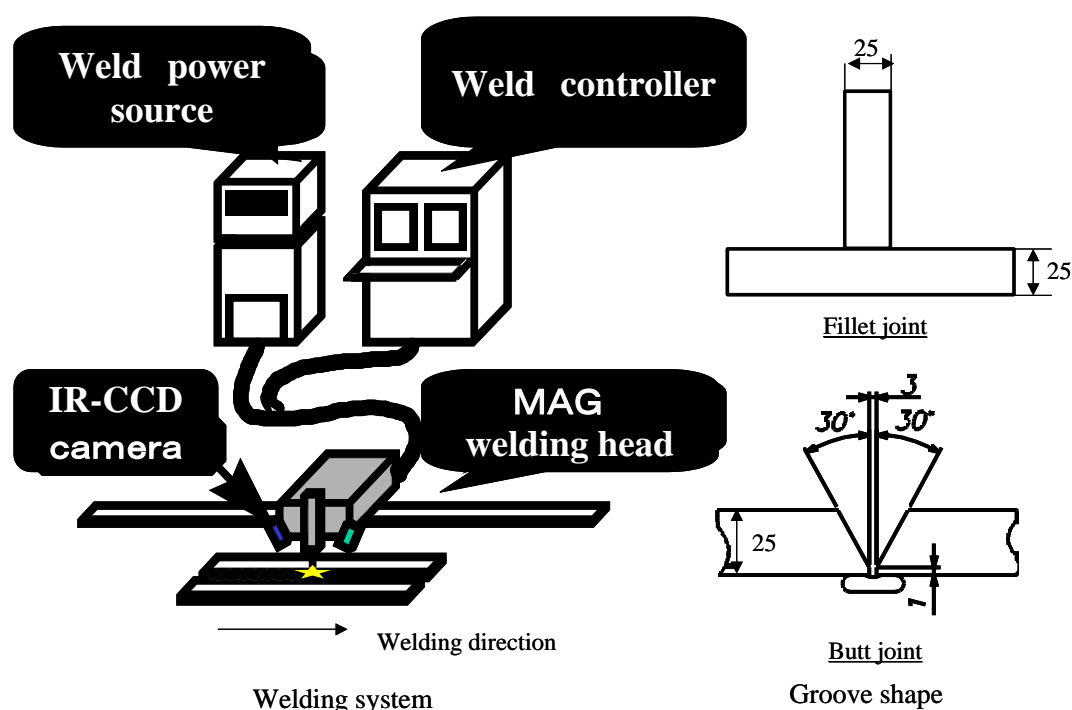 Weld power
source
Weld controller
IR-CCD
camera
MAG
welding head
Welding direction
Welding system
25
25
Fillet joint
3
30° 30°
25
1
Butt joint
Groove shape